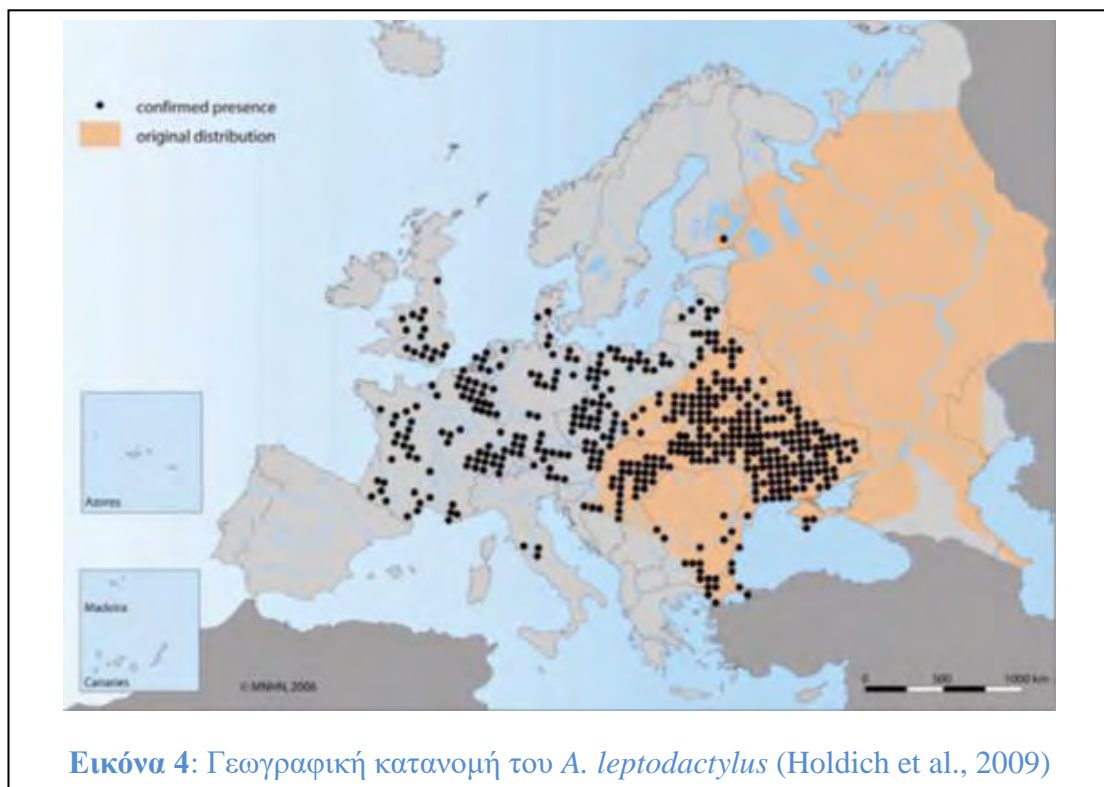 confirmed presence
original distribution
Azores
Madeira
Canaries
© MNHN, 2006
0 500 1000 km
Εικόνα 4: Γεωγραφική κατανομή του A. leptodactylus (Holdich et al., 2009)